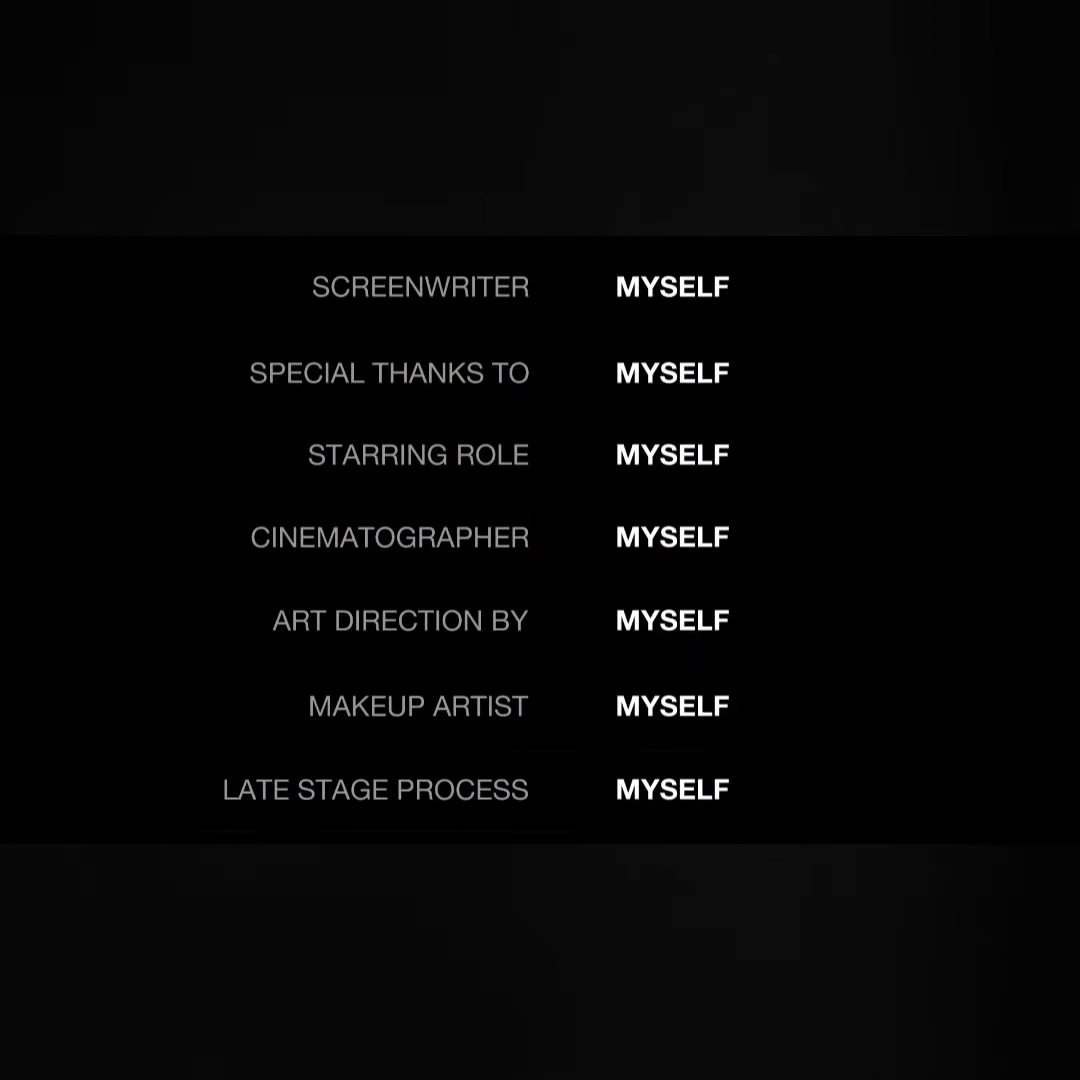 SCREENWRITER MYSELF
SPECIAL THANKS TO MYSELF
STARRING ROLE MYSELF
CINEMATOGRAPHER MYSELF
ART DIRECTION BY MYSELF
MAKEUP ARTIST MYSELF
LATE STAGE PROCESS MYSELF